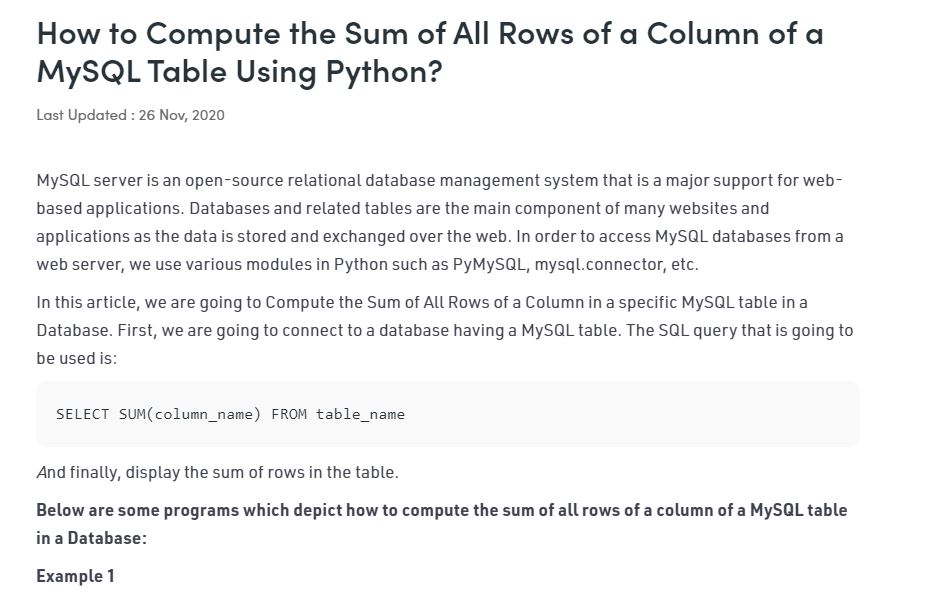 How to Compute the Sum of All Rows of a Column of a
MySQL Table Using Python?
Last Updated : 26 Nov, 2020
MySQL server is an open-source relational database management system that is a major support for web-
based applications. Databases and related tables are the main component of many websites and
applications as the data is stored and exchanged over the web. In order to access MySQL databases from a
web server, we use various modules in Python such as PyMySQL, mysql.connector, etc.
In this article, we are going to Compute the Sum of All Rows of a Column in a specific MySQL table in a
Database. First, we are going to connect to a database having a MySQL table. The SQL query that is going to
be used is:
SELECT SUM(column_name) FROM table_name
And finally, display the sum of rows in the table.
Below are some programs which depict how to compute the sum of all rows of a column of a MySQL table
in a Database:
Example 1